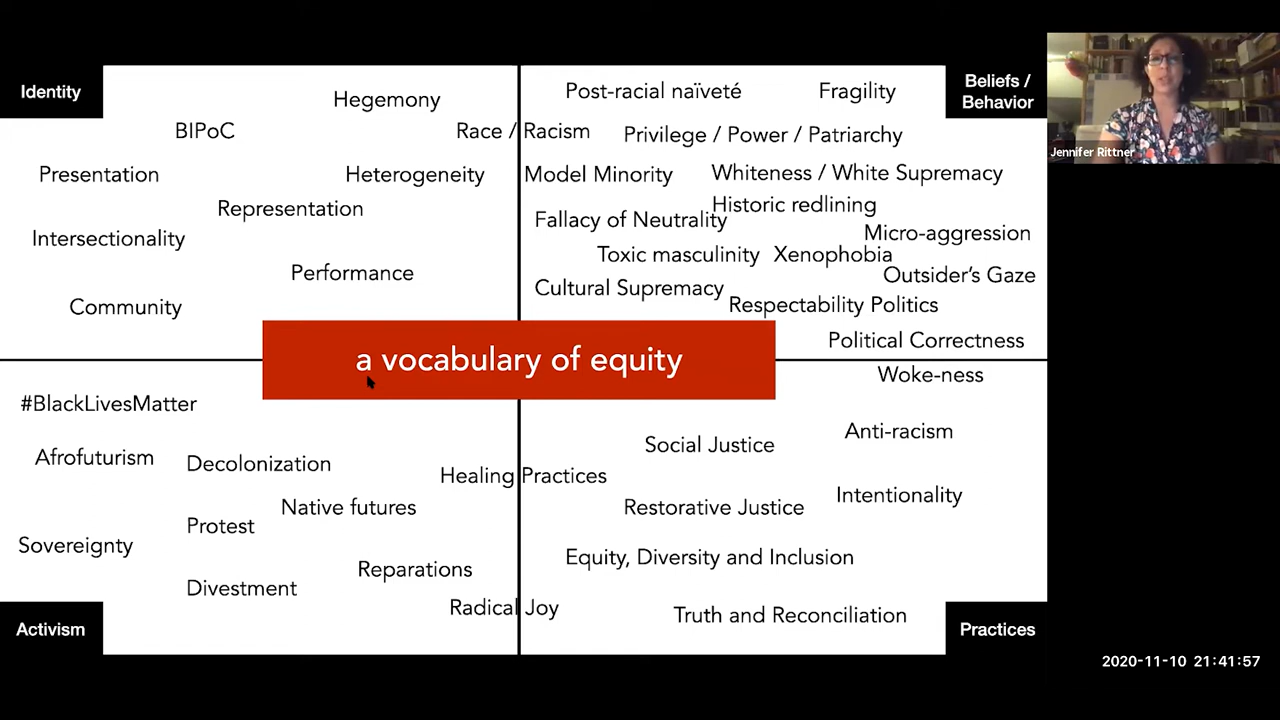 Identity
Hegemony
BIPoC
Race / Racism
Presentation
Heterogeneity
Representation
Intersectionality
Performance
Community
Beliefs /
Behavior
Post-racial naïveté
Fragility
Privilege / Power / Patriarchy
Model Minority
Whiteness / White Supremacy
Historic redlining
Fallacy of Neutrality
Micro-aggression
Toxic masculinity
Xenophobia
Outsider's Gaze
Cultural Supremacy
Respectability Politics
Political Correctness
Jennifer Rittner
a vocabulary of equity
#BlackLivesMatter
Afrofuturism
Decolonization
Healing Practices
Native futures
Protest
Sovereignty
Reparations
Divestment
Radical Joy
Activism
Woke-ness
Anti-racism
Social Justice
Intentionality
Restorative Justice
Equity, Diversity and Inclusion
Truth and Reconciliation
Practices
2020-11-10 21:41:57